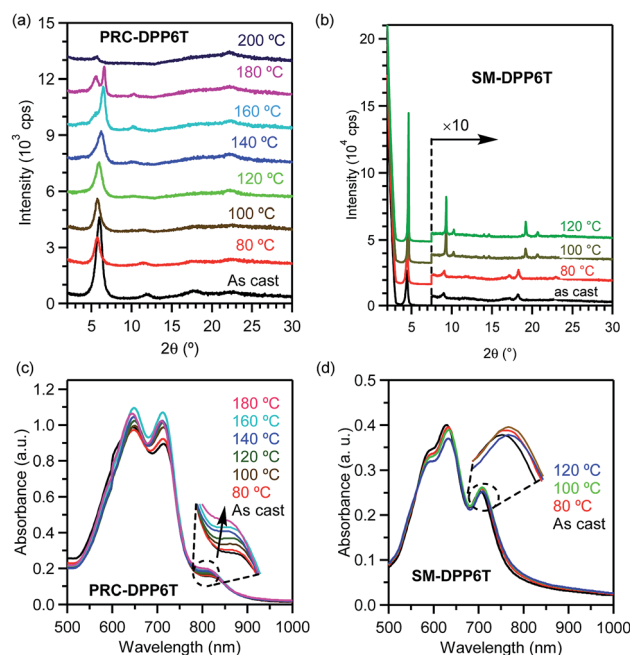 (a)
PRC-DPP6T
200 ºC
180 ºC
160 ºC
140 ºC
120 ºC
100 ºC
80 ºC
As cast
Intensity (10³ cps)
15
12
9
6
3
0
5 10 15 20 25 30
2θ (°)
(b)
SM-DPP6T
×10
120 ºC
100 ºC
80 ºC
as cast
Intensity (10⁴ cps)
20
15
10
5
0
5 10 15 20 25 30
2θ (°)
(c)
180 ºC
160 ºC
140 ºC
120 ºC
100 ºC
80 ºC
As cast
PRC-DPP6T
Absorbance (a.u.)
1.2
1.0
0.8
0.6
0.4
0.2
0.0
500 600 700 800 900 1000
Wavelength (nm)
(d)
120 ºC
100 ºC
80 ºC
As cast
SM-DPP6T
Absorbance (a.u.)
0.5
0.4
0.3
0.2
0.1
0.0
500 600 700 800 900 1000
Wavelength (nm)